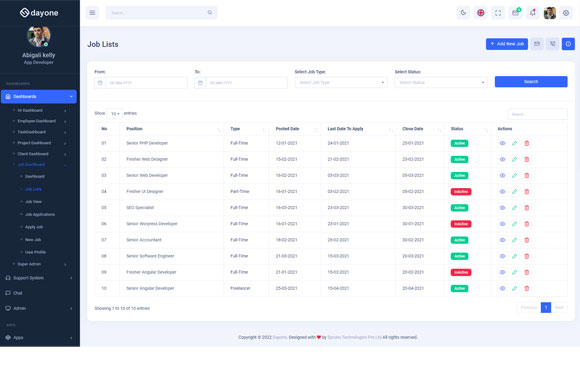 dayone
Abigali kelly
App Developer
DASHBOARDS
Dashboards
Hr Dashboard
Employee Dashboard
TaskDashboard
Project Dashboard
Client Dashboard
Job Dashboard
Dashboard
Job Lists
Job View
Job Applications
Apply Job
New Job
User Profile
Super Admin
Support System
Chat
Admin
APPS
Apps
Search...
Job Lists
+ Add New Job
From:
To:
Select Job Type:
Select Status:
DD-MM-YYYY
DD-MM-YYYY
Select Job Type
Select Status
Search
Show 10 entries
Search...
No Position Type Posted Date Last Date To Apply Close Date Status Actions
01 Senior PHP Developer Full-Time 12-01-2021 24-01-2021 25-01-2021 Active
02 Fresher Web Designer Full-Time 15-02-2021 21-02-2021 23-02-2021 Active
03 Senior Web Developer Full-Time 16-02-2021 03-03-2021 05-03-2021 Active
04 Fresher UI Designer Part-Time 16-01-2021 03-02-2021 05-02-2021 Inactive
05 SEO Specialist Full-Time 16-03-2021 23-03-2021 30-03-2021 Active
06 Senior Worpress Developer Full-Time 16-01-2021 23-01-2021 30-01-2021 Inactive
07 Senior Accountant Full-Time 18-02-2021 25-02-2021 30-02-2021 Active
08 Senior Software Engineer Full-Time 21-03-2021 15-03-2021 20-03-2021 Active
09 Fresher Angular Developer Full-Time 21-01-2021 15-02-2021 20-02-2021 Inactive
10 Senior Angular Developer Freelancer 25-03-2021 15-04-2021 20-04-2021 Active
Showing 1 to 10 of 10 entries
Previous 1 Next
Copyright © 2022 Dayone. Designed with ❤ by Spruko Technologies Pvt.Ltd All rights reserved.